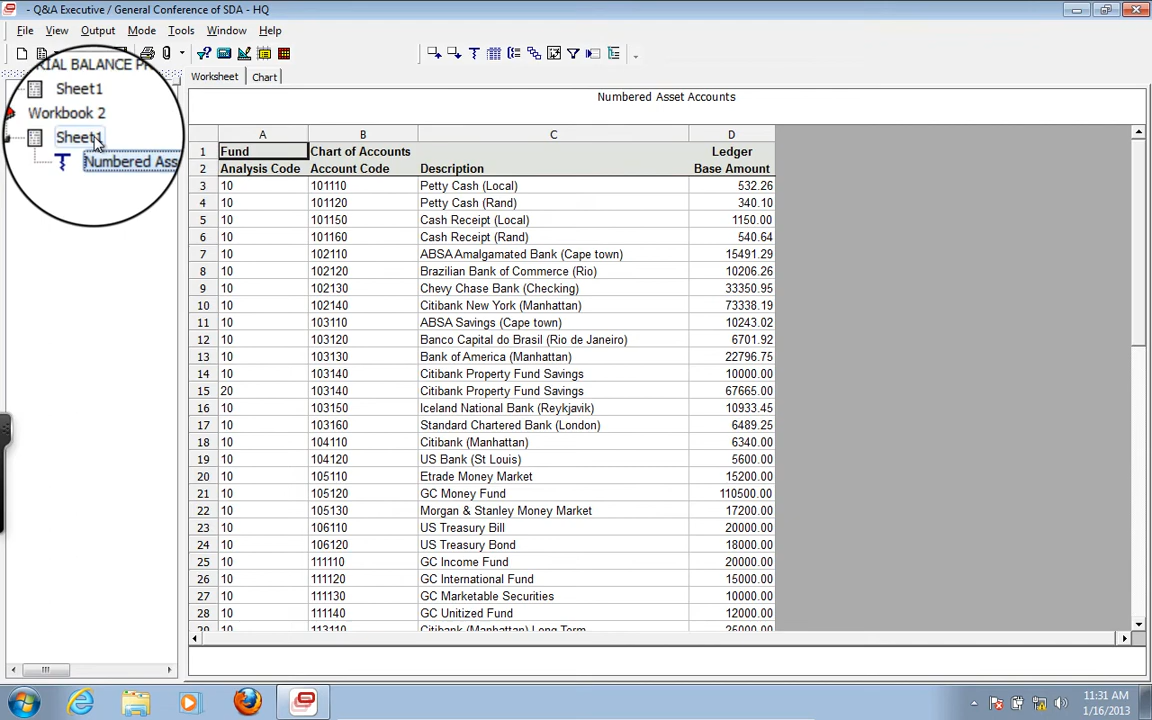 - Q&A Executive / General Conference of SDA - HQ
File View Output Mode Tools Window Help
RIAL BALANCE PR
Sheet1
Workbook 2
Sheet1
Numbered Ass
Worksheet Chart
Numbered Asset Accounts
A B C D
1 Fund Chart of Accounts Ledger
2 Analysis Code Account Code Description Base Amount
3 10 101110 Petty Cash (Local) 532.26
4 10 101120 Petty Cash (Rand) 340.10
5 10 101150 Cash Receipt (Local) 1150.00
6 10 101160 Cash Receipt (Rand) 540.64
7 10 102110 ABSA Amalgamated Bank (Cape town) 15491.29
8 10 102120 Brazilian Bank of Commerce (Rio) 10206.26
9 10 102130 Chevy Chase Bank (Checking) 33350.95
10 10 102140 Citibank New York (Manhattan) 73338.19
11 10 103110 ABSA Savings (Cape town) 10243.02
12 10 103120 Banco Capital do Brasil (Rio de Janeiro) 6701.92
13 10 103130 Bank of America (Manhattan) 22796.75
14 10 103140 Citibank Property Fund Savings 10000.00
15 20 103140 Citibank Property Fund Savings 67665.00
16 10 103150 Iceland National Bank (Reykjavik) 10933.45
17 10 103160 Standard Chartered Bank (London) 6489.25
18 10 104110 Citibank (Manhattan) 6340.00
19 10 104120 US Bank (St Louis) 5600.00
20 10 105110 Etrade Money Market 15200.00
21 10 105120 GC Money Fund 110500.00
22 10 105130 Morgan & Stanley Money Market 17200.00
23 10 106110 US Treasury Bill 20000.00
24 10 106120 US Treasury Bond 18000.00
25 10 111110 GC Income Fund 20000.00
26 10 111120 GC International Fund 15000.00
27 10 111130 GC Marketable Securities 10000.00
28 10 111140 GC Unitized Fund 12000.00
29 10 113110 Citibank (Manhattan) Long Term 25000.00
11:31 AM
1/16/2013